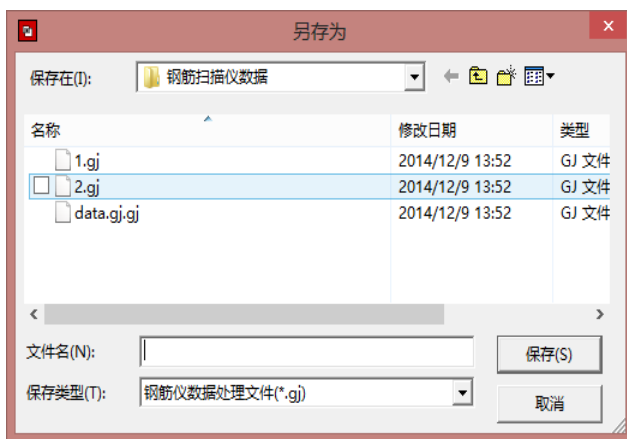 另存为
保存在(I): 钢筋扫描仪数据
名称 修改日期 类型
1.gj 2014/12/9 13:52 GJ 文件
2.gj 2014/12/9 13:52 GJ 文件
data.gj.gj 2014/12/9 13:52 GJ 文件
文件名(N): 保存(S)
保存类型(T): 钢筋仪数据处理文件(*.gj) 取消